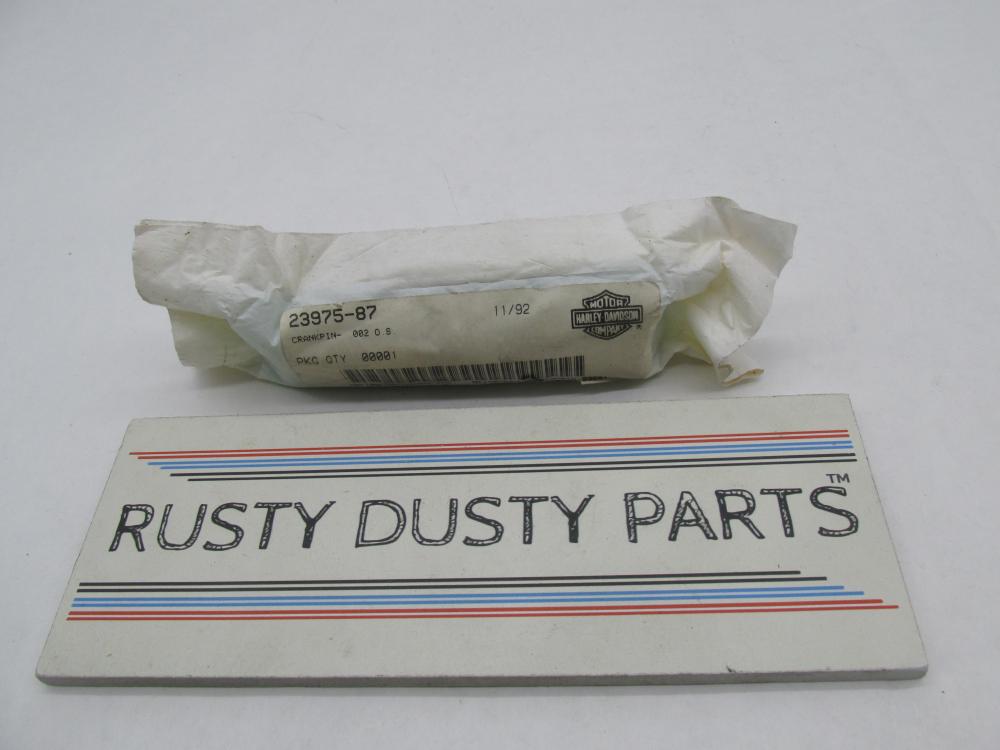 23975-87
11/92
CRANKPIN- 002 O.S.
PKG QTY 00001
MOTOR
HARLEY-DAVIDSON
COMPANY
®
RUSTY DUSTY PARTS™